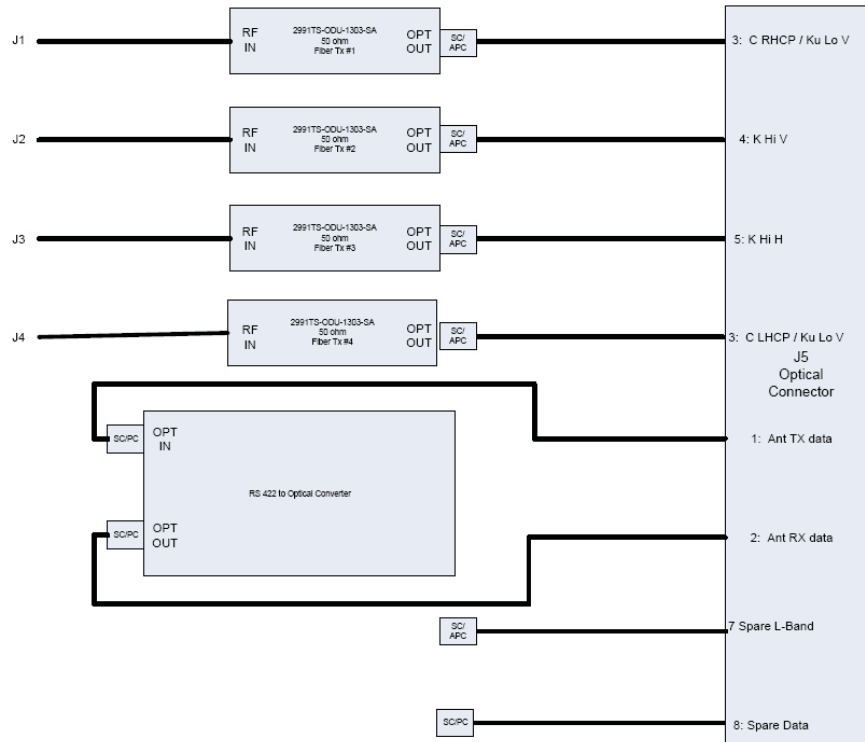 J1
RF
IN
2991TS-ODU-1303-SA
50 ohm
Fiber Tx #1
OPT
OUT
SC/
APC
3: C RHCP / Ku Lo V
J2
RF
IN
2991TS-ODU-1303-SA
50 ohm
Fiber Tx #2
OPT
OUT
SC/
APC
4: K Hi V
J3
RF
IN
2991TS-ODU-1303-SA
50 ohm
Fiber Tx #3
OPT
OUT
SC/
APC
5: K Hi H
J4
RF
IN
2991TS-ODU-1303-SA
50 ohm
Fiber Tx #4
OPT
OUT
SC/
APC
3: C LHCP / Ku Lo V
J5
Optical
Connector
SC/PC
OPT
IN
1: Ant TX data
RS 422 to Optical Converter
SC/PC
OPT
OUT
2: Ant RX data
SC/
APC
7 Spare L-Band
SC/PC
8: Spare Data